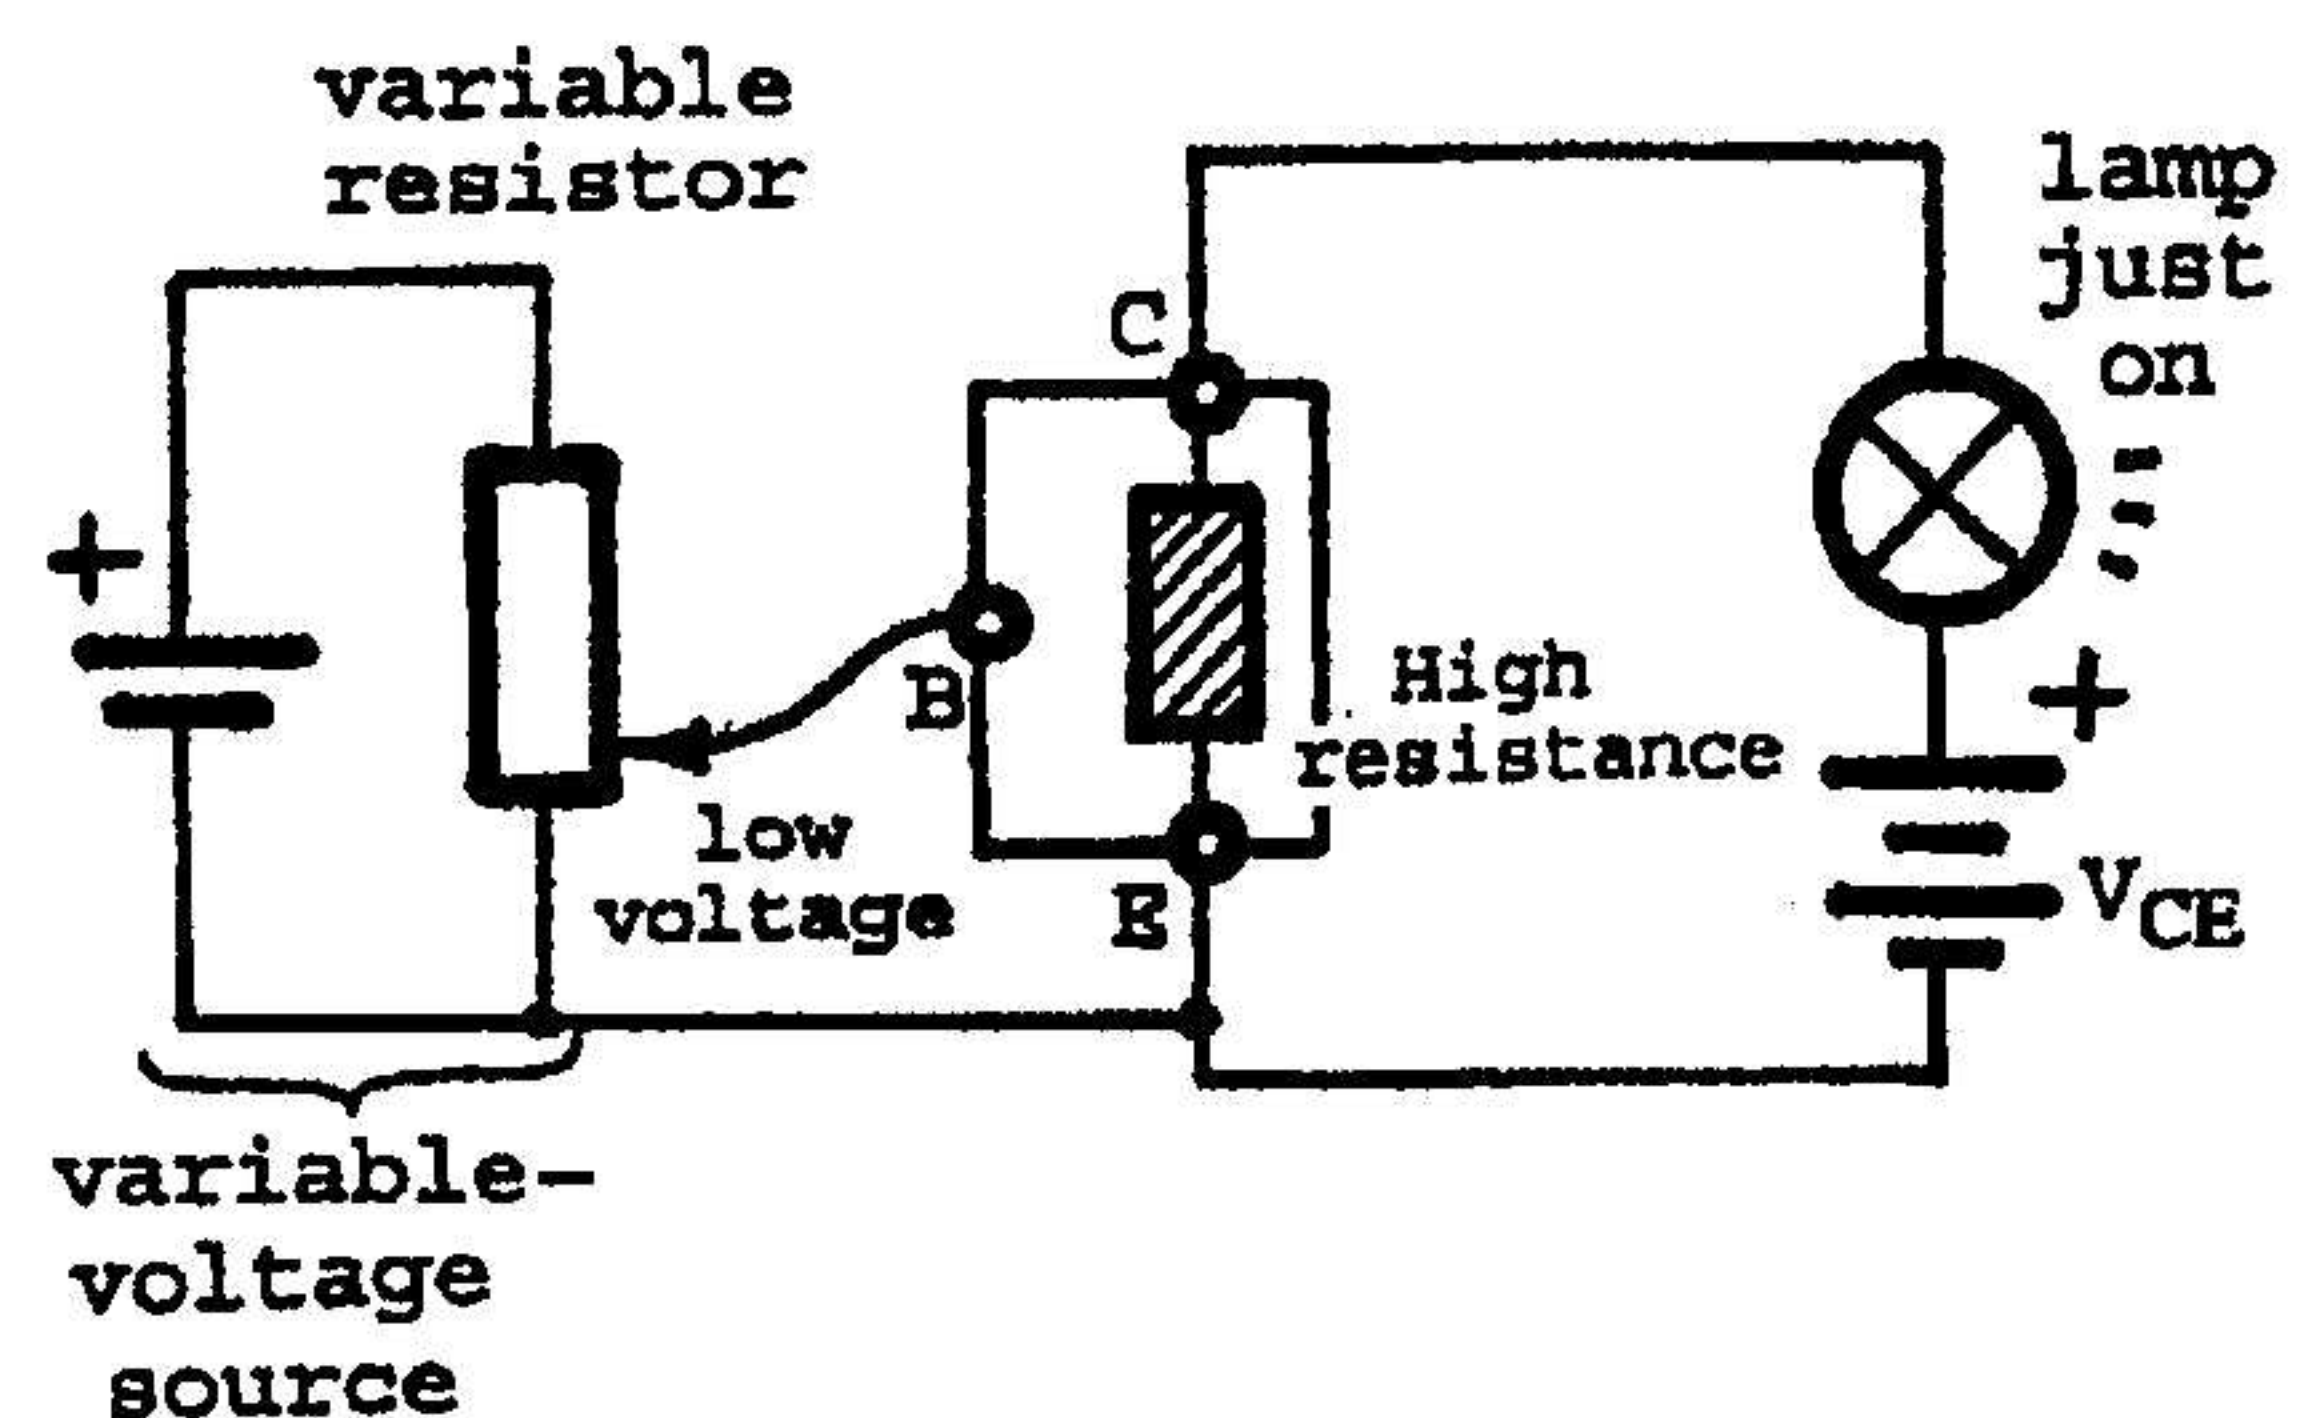 variable
resistor
+
C
lamp
just
on
B
High
resistance
+
low
voltage
E
VCE
variable-
voltage
source